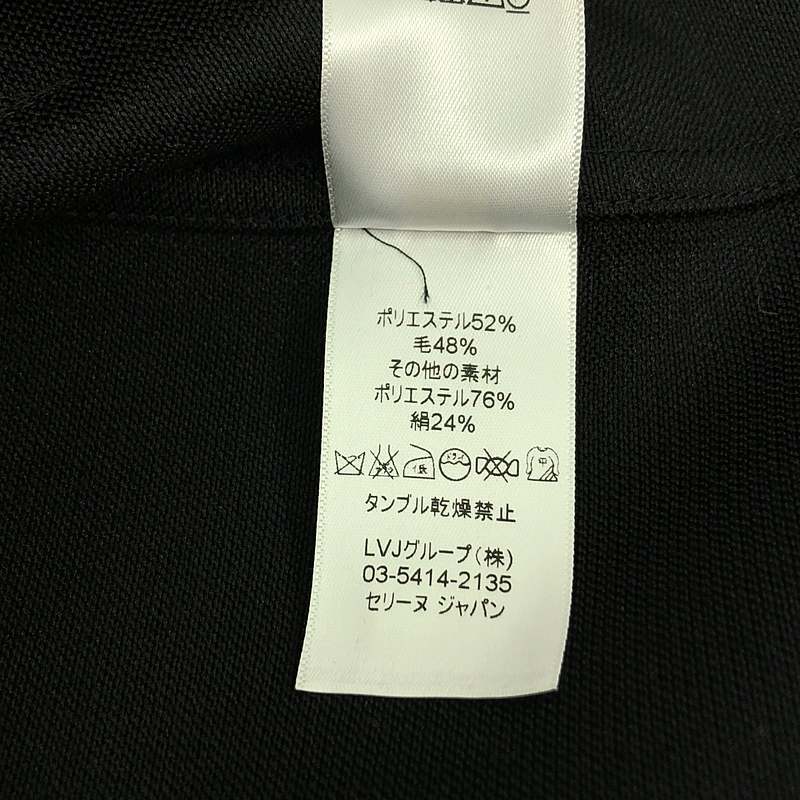 ポリエステル52%
毛48%
その他の素材
ポリエステル76%
絹24%
タンブル乾燥禁止
LVJグループ(株)
03-5414-2135
セリーヌ ジャパン